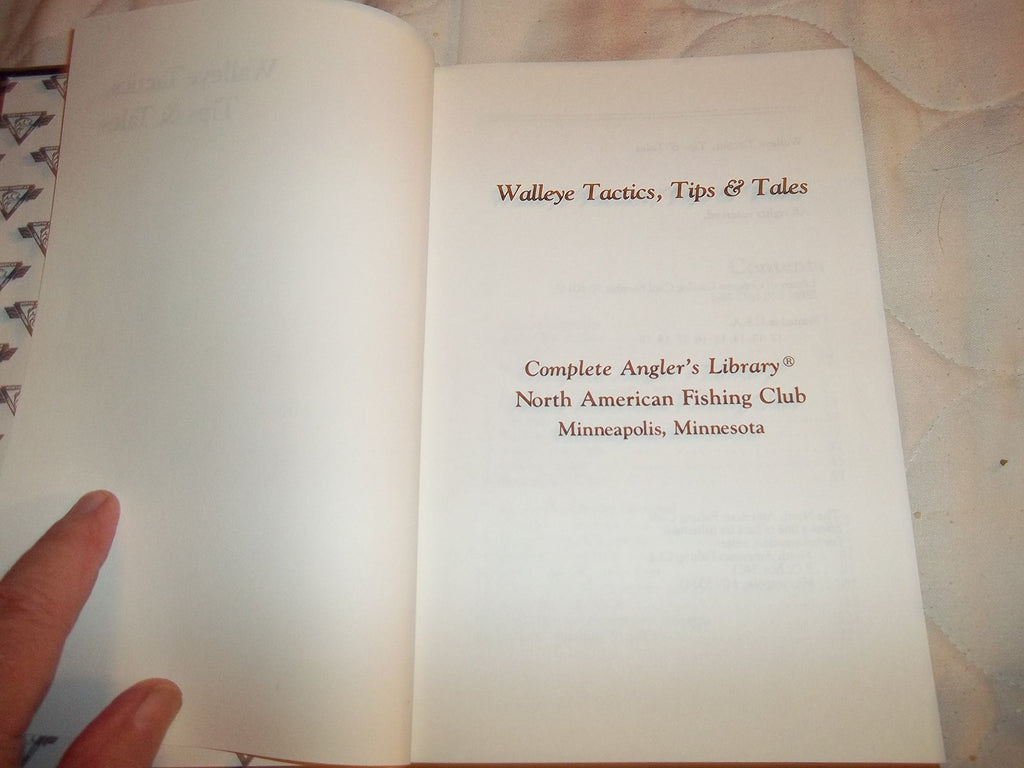 Walleye Tactics, Tips & Tales
Complete Angler's Library®
North American Fishing Club
Minneapolis, Minnesota